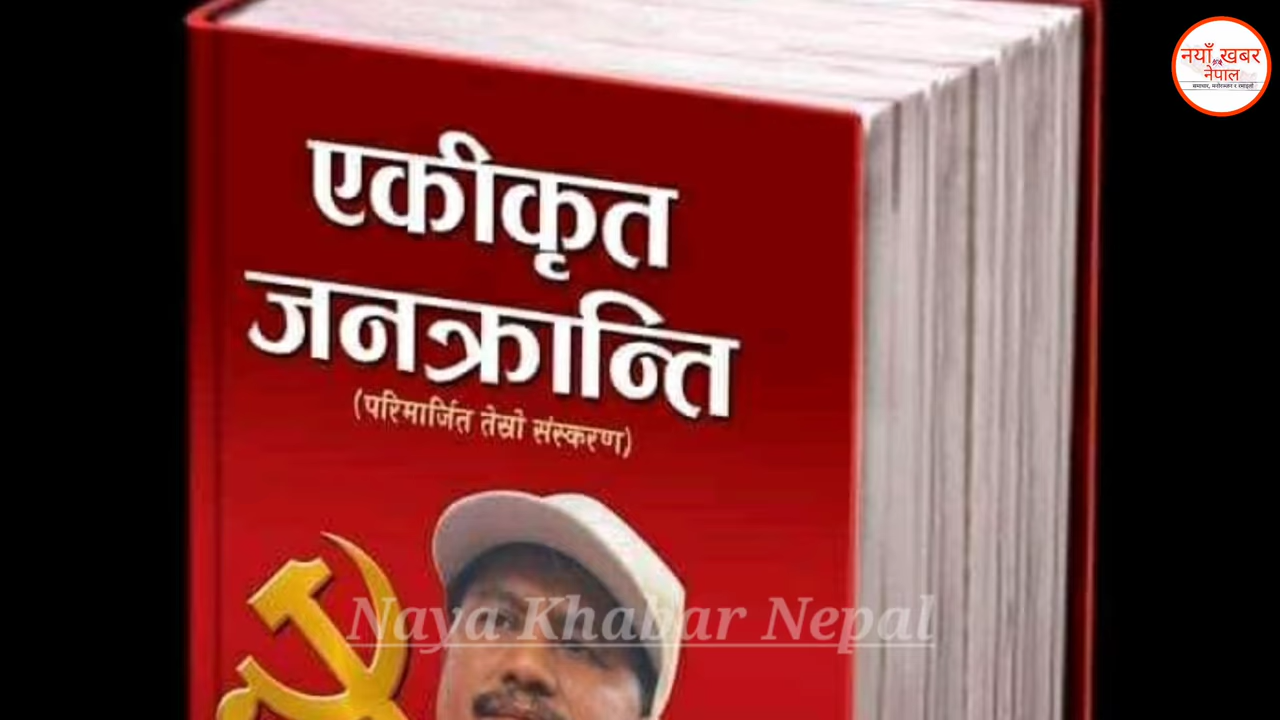 एकीकृत
जनक्रान्ति
(परिमार्जित तेस्रो संस्करण)
Naya Khabar Nepal
नयाँ खबर
नेपाल